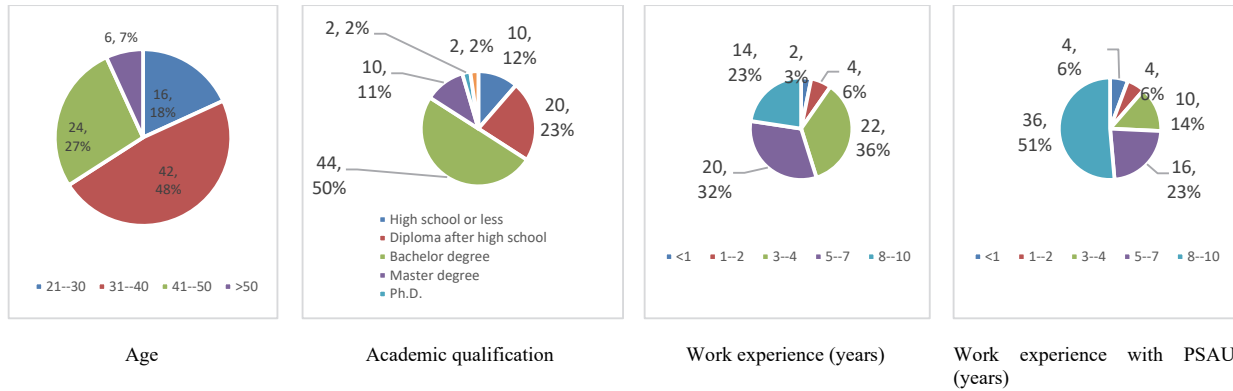 6, 7%
16,
18%
24,
27%
42,
48%
21--30 31--40 41--50 >50
Age
2, 2%
2, 2%
10,
12%
10,
11%
20,
23%
44,
50%
High school or less
Diploma after high school
Bachelor degree
Master degree
Ph.D.
Academic qualification
14,
23%
2,
3%
4,
6%
22,
36%
20,
32%
<1 1--2 3--4 5--7 8--10
Work experience (years)
4,
6%
4,
6%
10,
14%
36,
51%
16,
23%
<1 1--2 3--4 5--7 8--10
Work experience with PSAU
(years)